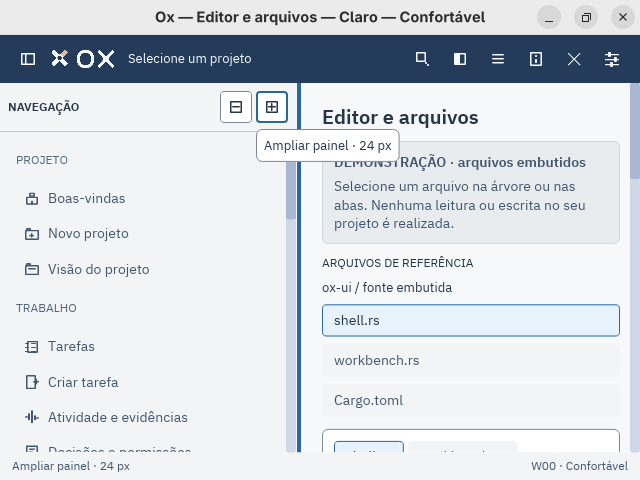 Ox — Editor e arquivos — Claro — Confortável
OX Selecione um projeto
NAVEGAÇÃO
Ampliar painel · 24 px
PROJETO
Boas-vindas
Novo projeto
Visão do projeto
TRABALHO
Tarefas
Criar tarefa
Atividade e evidências
Decisões e permissões
Editor e arquivos
DEMONSTRAÇÃO · arquivos embutidos
Selecione um arquivo na árvore ou nas
abas. Nenhuma leitura ou escrita no seu
projeto é realizada.
ARQUIVOS DE REFERÊNCIA
ox-ui / fonte embutida
shell.rs
workbench.rs
Cargo.toml
Ampliar painel · 24 px
W00 · Confortável